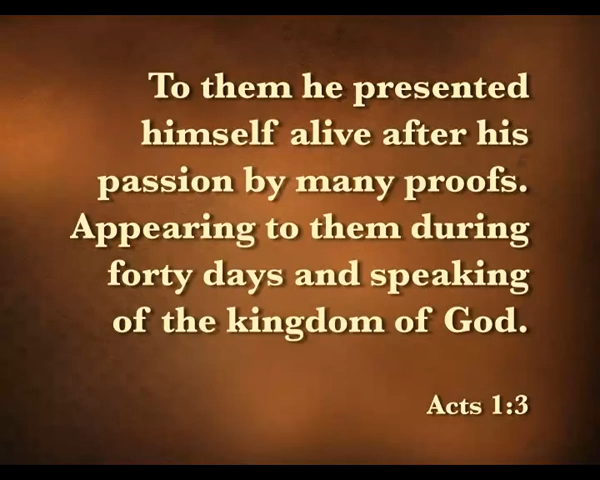 To them he presented
himself alive after his
passion by many proofs.
Appearing to them during
forty days and speaking
of the kingdom of God.
Acts 1:3